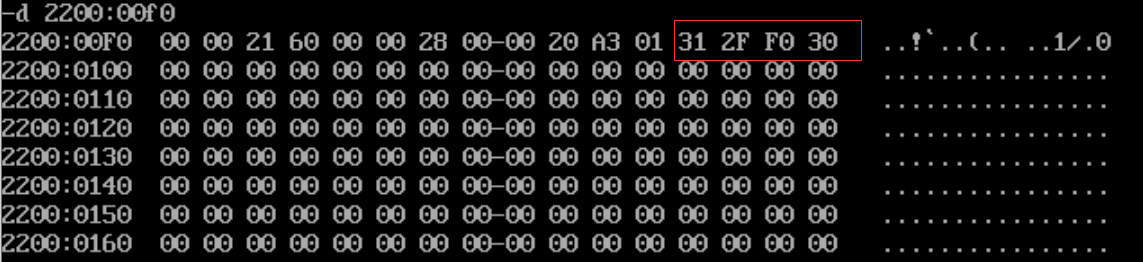 -d 2200:00f0
2200:00F0  00 00 21 60 00 00 28 00-00 20 A3 01 31 2F F0 30   ..!`..(.. ..1/.0
2200:0100  00 00 00 00 00 00 00 00-00 00 00 00 00 00 00 00   ................
2200:0110  00 00 00 00 00 00 00 00-00 00 00 00 00 00 00 00   ................
2200:0120  00 00 00 00 00 00 00 00-00 00 00 00 00 00 00 00   ................
2200:0130  00 00 00 00 00 00 00 00-00 00 00 00 00 00 00 00   ................
2200:0140  00 00 00 00 00 00 00 00-00 00 00 00 00 00 00 00   ................
2200:0150  00 00 00 00 00 00 00 00-00 00 00 00 00 00 00 00   ................
2200:0160  00 00 00 00 00 00 00 00-00 00 00 00 00 00 00 00   ................